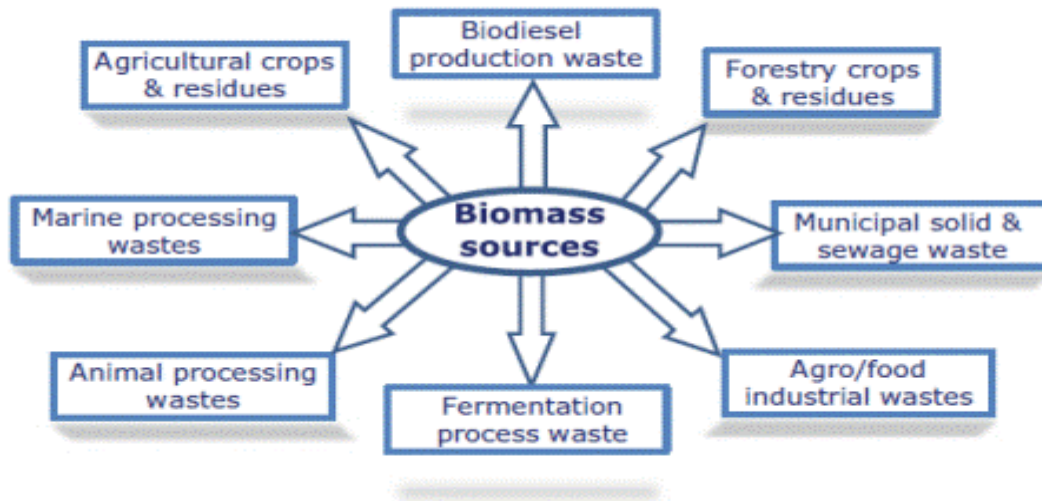 Biodiesel
production waste
Agricultural crops
& residues
Forestry crops
& residues
Marine processing
wastes
Biomass
sources
Municipal solid &
sewage waste
Animal processing
wastes
Fermentation
process waste
Agro/food
industrial wastes